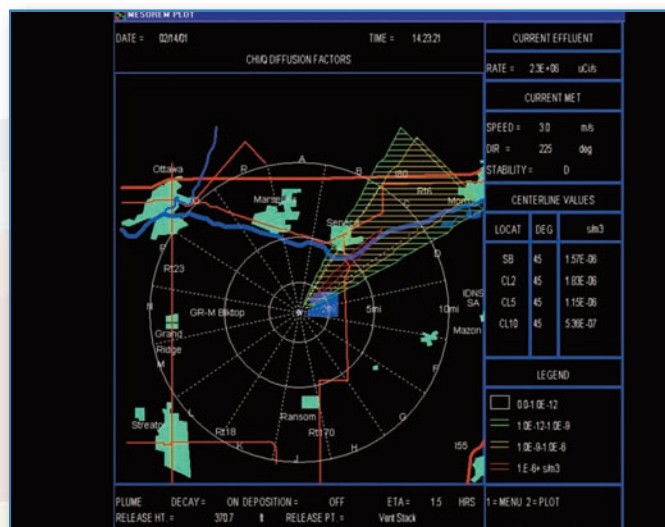 MESOREM PLOT
DATE = 02/14/01 TIME = 14:23:21
CHI/Q DIFFUSION FACTORS
CURRENT EFFLUENT
RATE = 2.3E+08 uCi/s
CURRENT MET
SPEED = 3.0 m/s
DIR = 225 deg
STABILITY = D
CENTERLINE VALUES
LOCAT DEG s/m3
SB 45 1.57E-06
CL2 45 1.83E-06
CL5 45 1.15E-06
CL10 45 5.36E-07
LEGEND
0.0-1.0E-12
1.0E-12-1.0E-9
1.0E-9-1.0E-6
1.E-6+ s/m3
A
R
B
I80
Ottawa
Rt6
Marseilles
C
Seneca
D
P
Rt23
IDNS
SA
N
GR-M Blktop
5mi
10mi
Mazon
Grand
Ridge
M
F
L
Ransom
G
Streator
Rt18
Rt170
K
H
J
I55
PLUME DECAY = ON DEPOSITION = OFF ETA = 1.5 HRS
1 = MENU 2 = PLOT
RELEASE HT. = 370.7 ft RELEASE PT. = Vent Stack